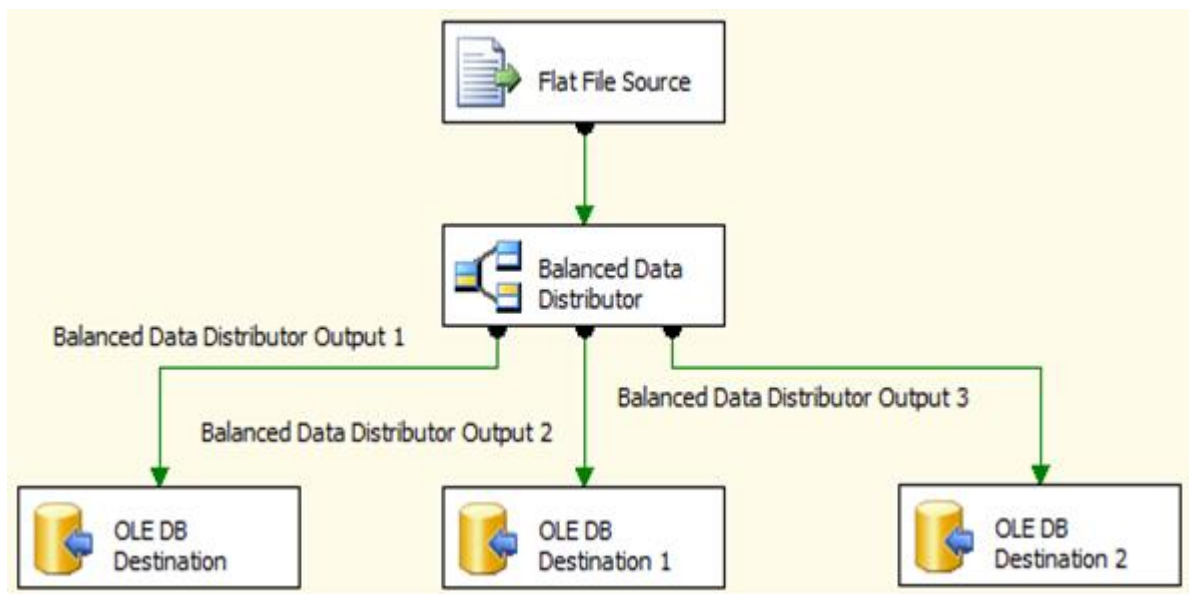 Flat File Source
Balanced Data
Distributor
Balanced Data Distributor Output 1
Balanced Data Distributor Output 3
Balanced Data Distributor Output 2
OLE DB
Destination
OLE DB
Destination 1
OLE DB
Destination 2